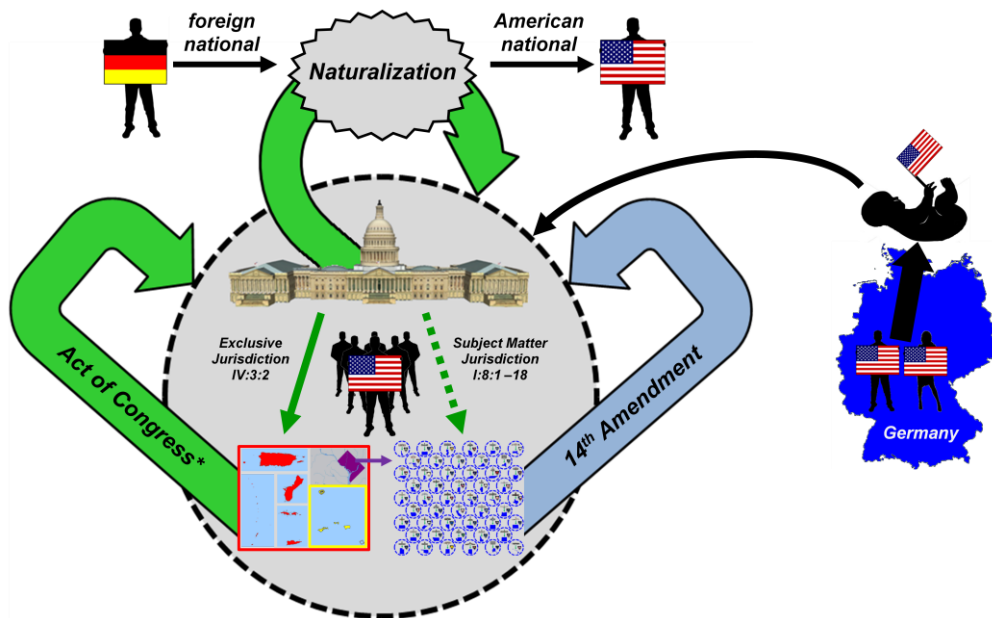 foreign
national
American
national
Naturalization
Exclusive
Jurisdiction
IV:3:2
Subject Matter
Jurisdiction
I:8:1 –18
Act of Congress*
14th Amendment
Germany